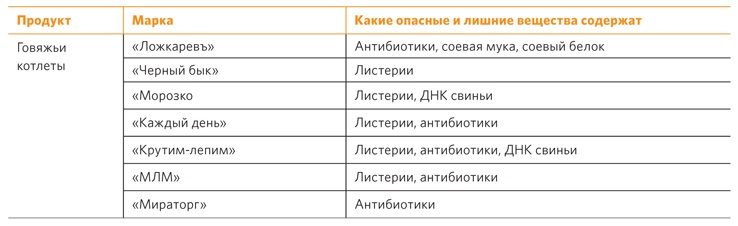 Продукт Марка Какие опасные и лишние вещества содержат
Говяжьи котлеты «Ложкаревъ» Антибиотики, соевая мука, соевый белок
«Черный бык» Листерии
«Морозко Листерии, ДНК свиньи
«Каждый день» Листерии, антибиотики
«Крутим-лепим» Листерии, антибиотики, ДНК свиньи
«МЛМ» Листерии, антибиотики
«Мираторг» Антибиотики